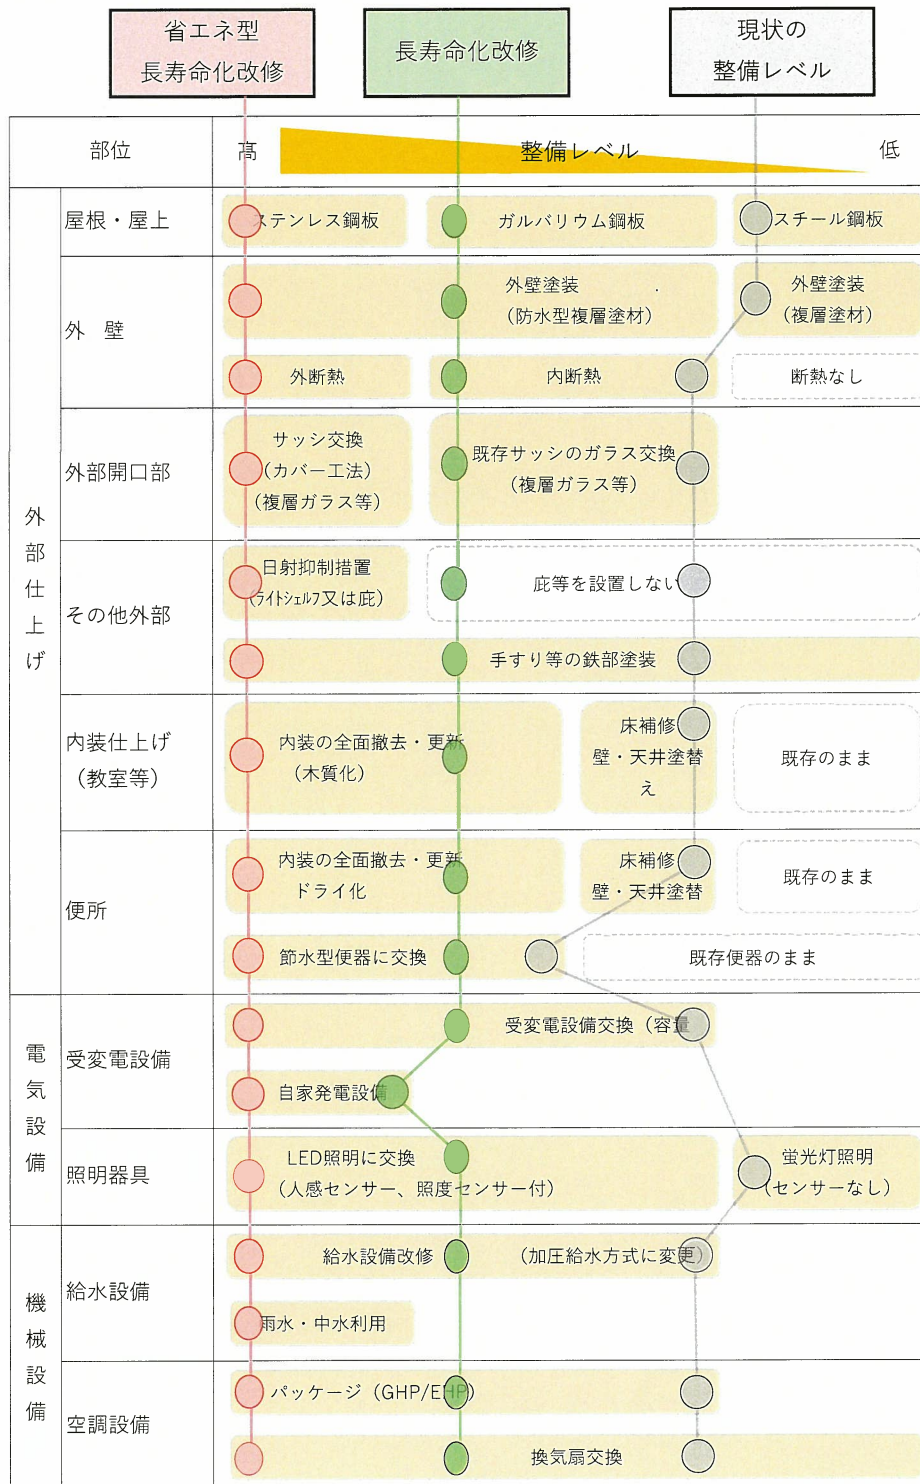 省エネ型
長寿命化改修
長寿命化改修
現状の
整備レベル
部位
高
整備レベル
低
外部仕上げ
屋根・屋上
ステンレス鋼板
ガルバリウム鋼板
スチール鋼板
外 壁
外壁塗装
(防水型複層塗材)
外壁塗装
(複層塗材)
外断熱
内断熱
断熱なし
外部開口部
サッシ交換
(カバー工法)
(複層ガラス等)
既存サッシのガラス交換
(複層ガラス等)
その他外部
日射抑制措置
(ライトシェルフ又は庇)
庇等を設置しない
手すり等の鉄部塗装
内装仕上げ
(教室等)
内装の全面撤去・更新
(木質化)
床補修
壁・天井塗替
え
既存のまま
便所
内装の全面撤去・更新
ドライ化
床補修
壁・天井塗替
既存のまま
節水型便器に交換
既存便器のまま
電気設備
受変電設備
受変電設備交換(容量
自家発電設備
照明器具
LED照明に交換
(人感センサー、照度センサー付)
蛍光灯照明
(センサーなし)
機械設備
給水設備
給水設備改修
(加圧給水方式に変更)
雨水・中水利用
空調設備
パッケージ(GHP/EHP)
換気扇交換